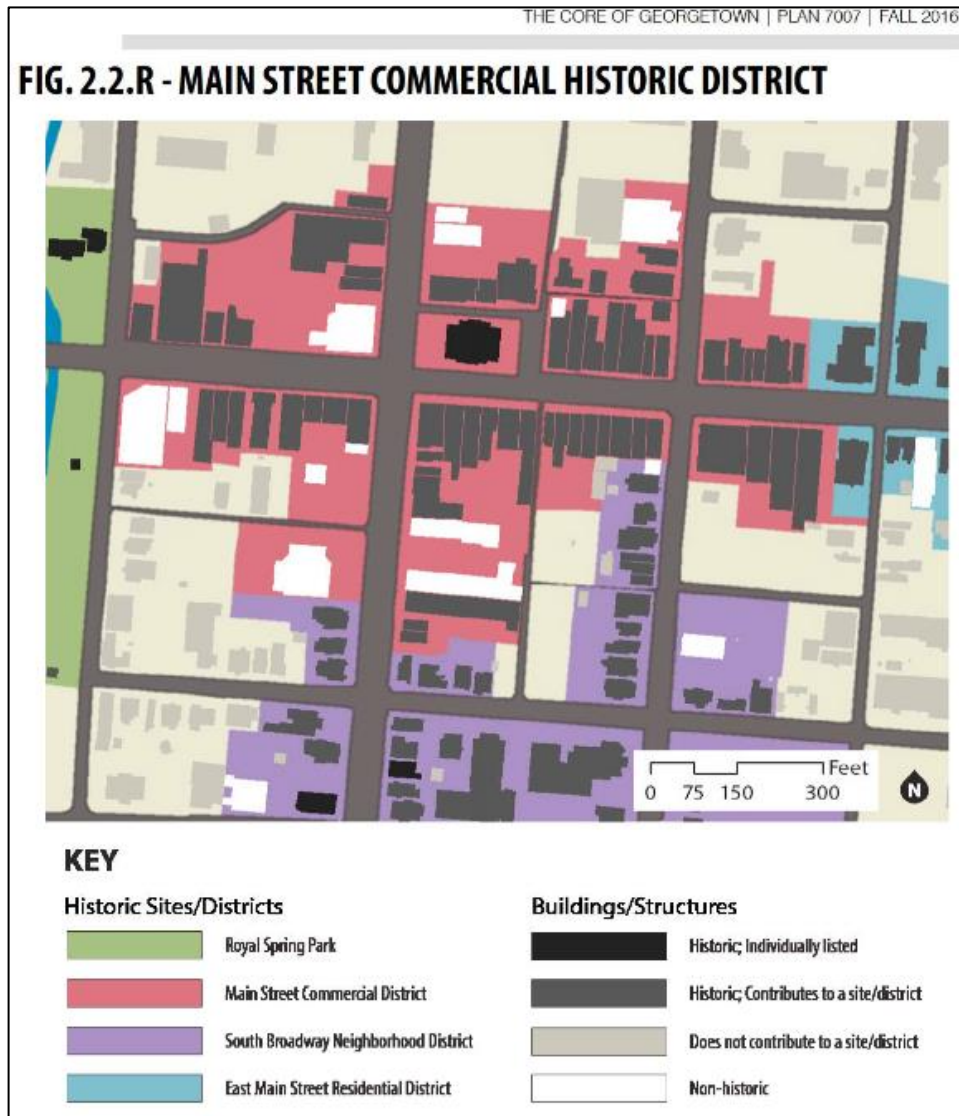 THE CORE OF GEORGETOWN | PLAN 7007 | FALL 2016
FIG. 2.2.R - MAIN STREET COMMERCIAL HISTORIC DISTRICT
Feet
0 75 150 300
N
KEY
Historic Sites/Districts
Royal Spring Park
Main Street Commercial District
South Broadway Neighborhood District
East Main Street Residential District
Buildings/Structures
Historic; Individually listed
Historic; Contributes to a site/district
Does not contribute to a site/district
Non-historic